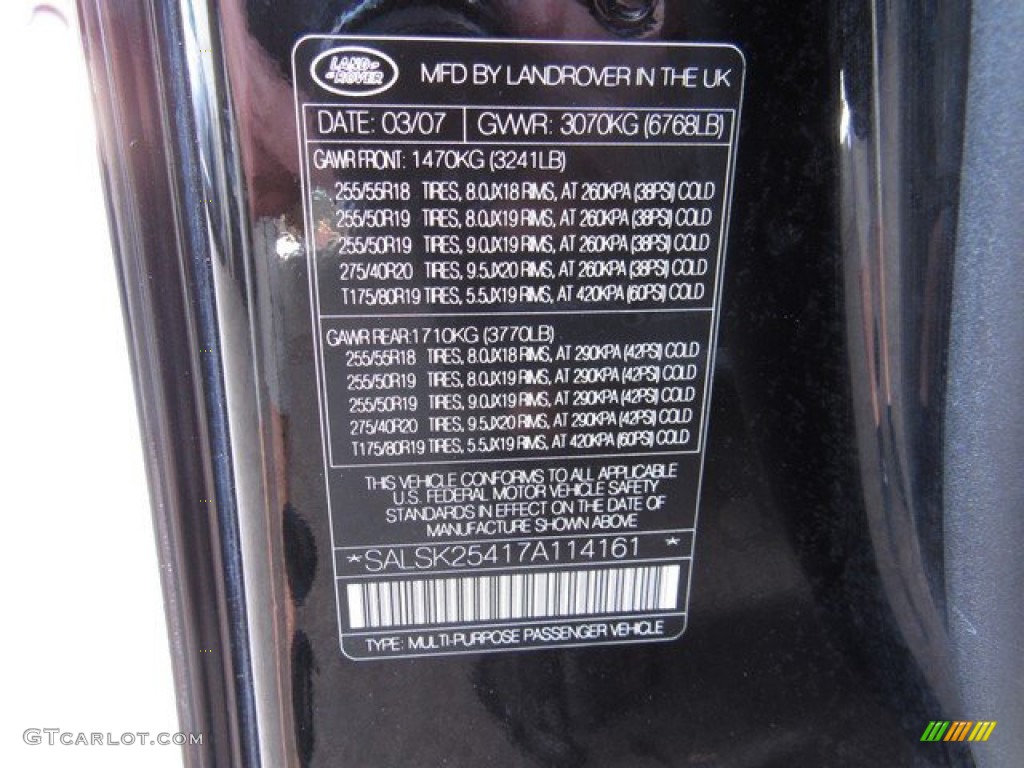 LAND ROVER
MFD BY LANDROVER IN THE UK
DATE: 03/07 GVWR: 3070KG (6768LB)
GAWR FRONT: 1470KG (3241LB)
255/55R18 TIRES, 8.0JX18 RIMS, AT 260KPA (38PSI) COLD
255/50R19 TIRES, 8.0JX19 RIMS, AT 260KPA (38PSI) COLD
255/50R19 TIRES, 9.0JX19 RIMS, AT 260KPA (38PSI) COLD
275/40R20 TIRES, 9.5JX20 RIMS, AT 260KPA (38PSI) COLD
T175/80R19 TIRES, 5.5JX19 RIMS, AT 420KPA (60PSI) COLD
GAWR REAR: 1710KG (3770LB)
255/55R18 TIRES, 8.0JX18 RIMS, AT 290KPA (42PSI) COLD
255/50R19 TIRES, 8.0JX19 RIMS, AT 290KPA (42PSI) COLD
255/50R19 TIRES, 9.0JX19 RIMS, AT 290KPA (42PSI) COLD
275/40R20 TIRES, 9.5JX20 RIMS, AT 290KPA (42PSI) COLD
T175/80R19 TIRES, 5.5JX19 RIMS, AT 420KPA (60PSI) COLD
THIS VEHICLE CONFORMS TO ALL APPLICABLE
U.S. FEDERAL MOTOR VEHICLE SAFETY
STANDARDS IN EFFECT ON THE DATE OF
MANUFACTURE SHOWN ABOVE
*SALSK25417A114161 *
TYPE: MULTI-PURPOSE PASSENGER VEHICLE
GTCarlot.com